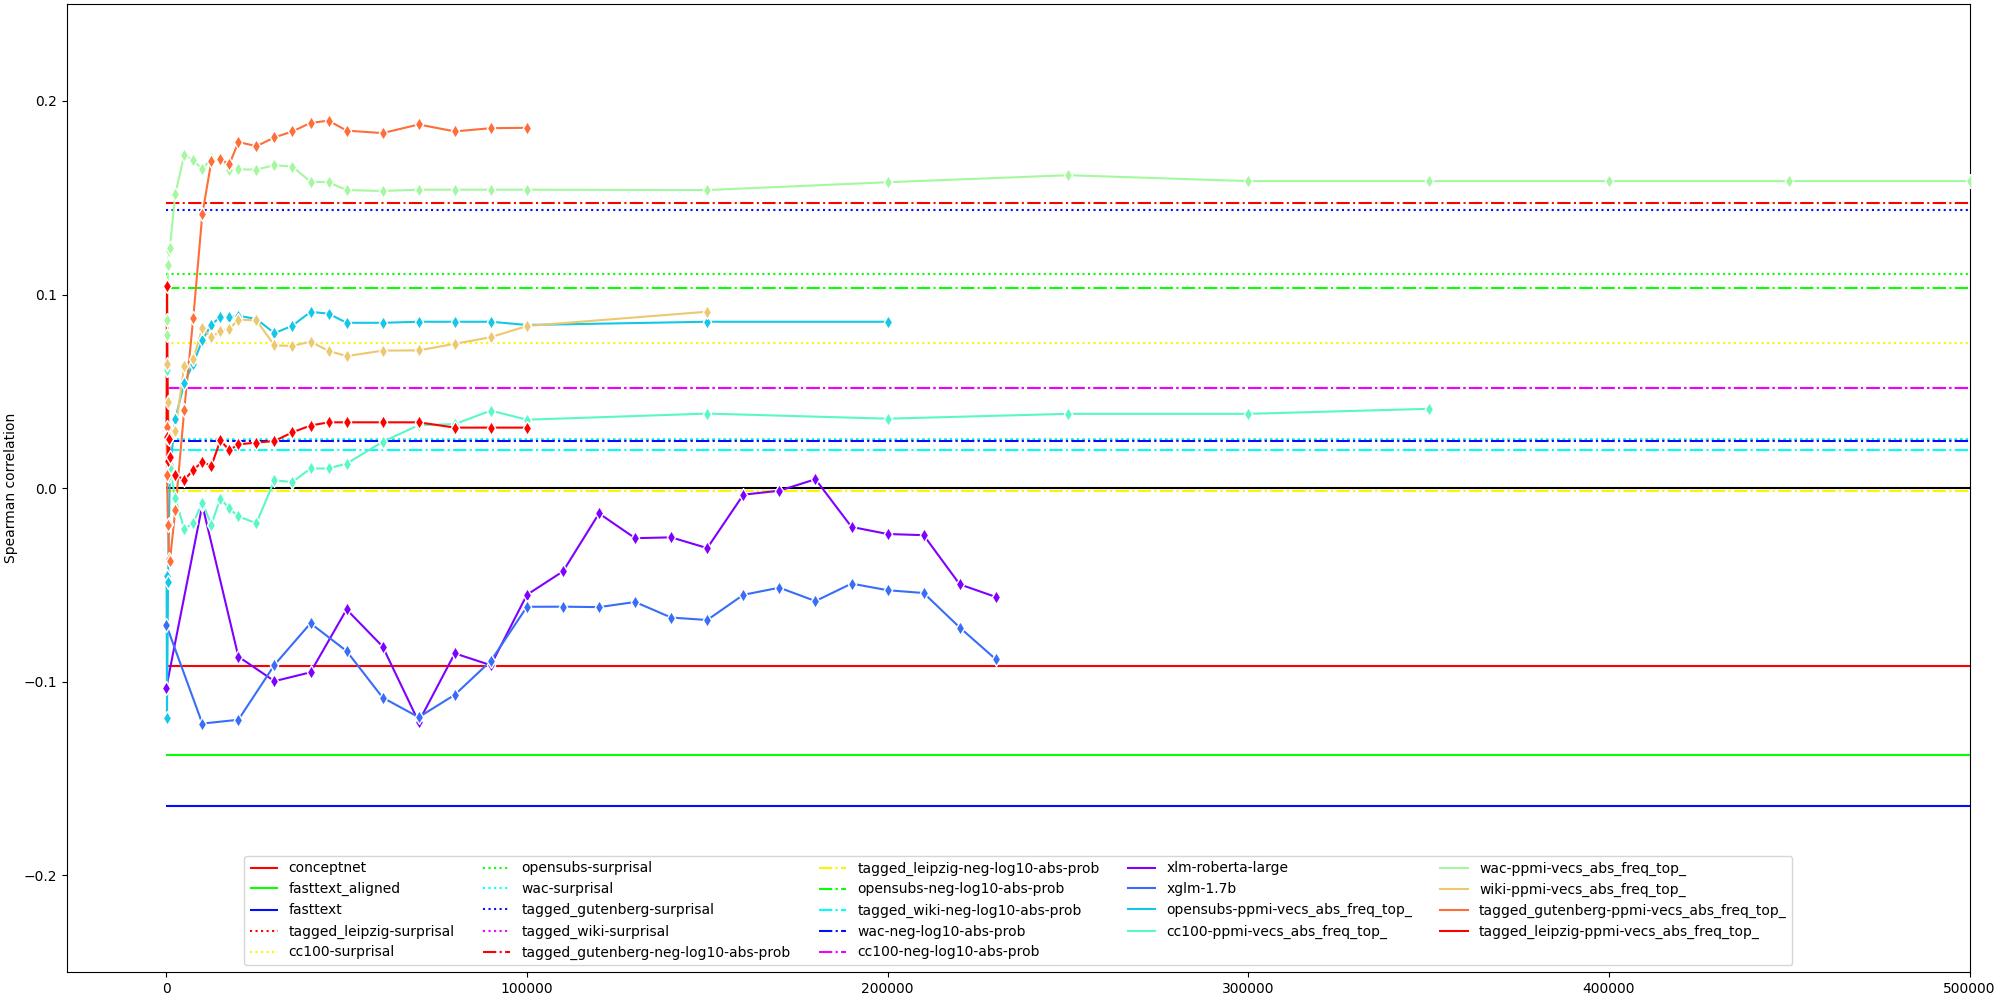 0.2
0.1
0.0
−0.1
−0.2
Spearman correlation
conceptnet
fasttext_aligned
fasttext
tagged_leipzig-surprisal
cc100-surprisal
opensubs-surprisal
wac-surprisal
tagged_gutenberg-surprisal
tagged_wiki-surprisal
tagged_gutenberg-neg-log10-abs-prob
tagged_leipzig-neg-log10-abs-prob
opensubs-neg-log10-abs-prob
tagged_wiki-neg-log10-abs-prob
wac-neg-log10-abs-prob
cc100-neg-log10-abs-prob
xlm-roberta-large
xglm-1.7b
opensubs-ppmi-vecs_abs_freq_top_
cc100-ppmi-vecs_abs_freq_top_
wac-ppmi-vecs_abs_freq_top_
wiki-ppmi-vecs_abs_freq_top_
tagged_gutenberg-ppmi-vecs_abs_freq_top_
tagged_leipzig-ppmi-vecs_abs_freq_top_
0
100000
200000
300000
400000
500000